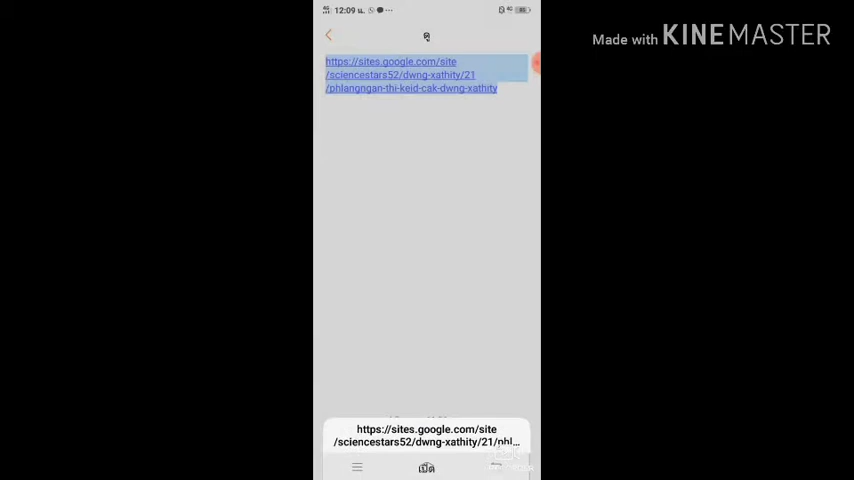 12:09 น.
Made with KINEMASTER
ดู
https://sites.google.com/site
/sciencestars52/dwng-xathity/21
/phlangngan-thi-keid-cak-dwng-xathity
https://sites.google.com/site
/sciencestars52/dwng-xathity/21/phl...
เปิด